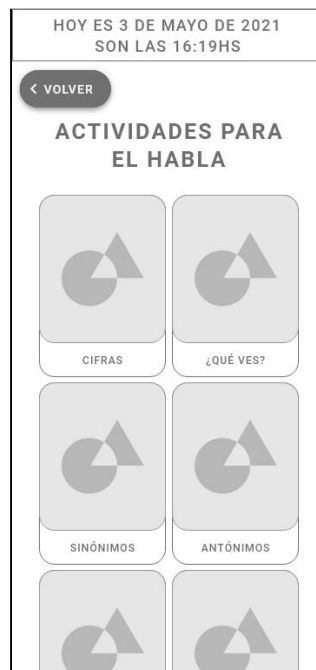 HOY ES 3 DE MAYO DE 2021
SON LAS 16:19HS
VOLVER
ACTIVIDADES PARA
EL HABLA
CIFRAS
¿QUÉ VES?
SINÓNIMOS
ANTÓNIMOS